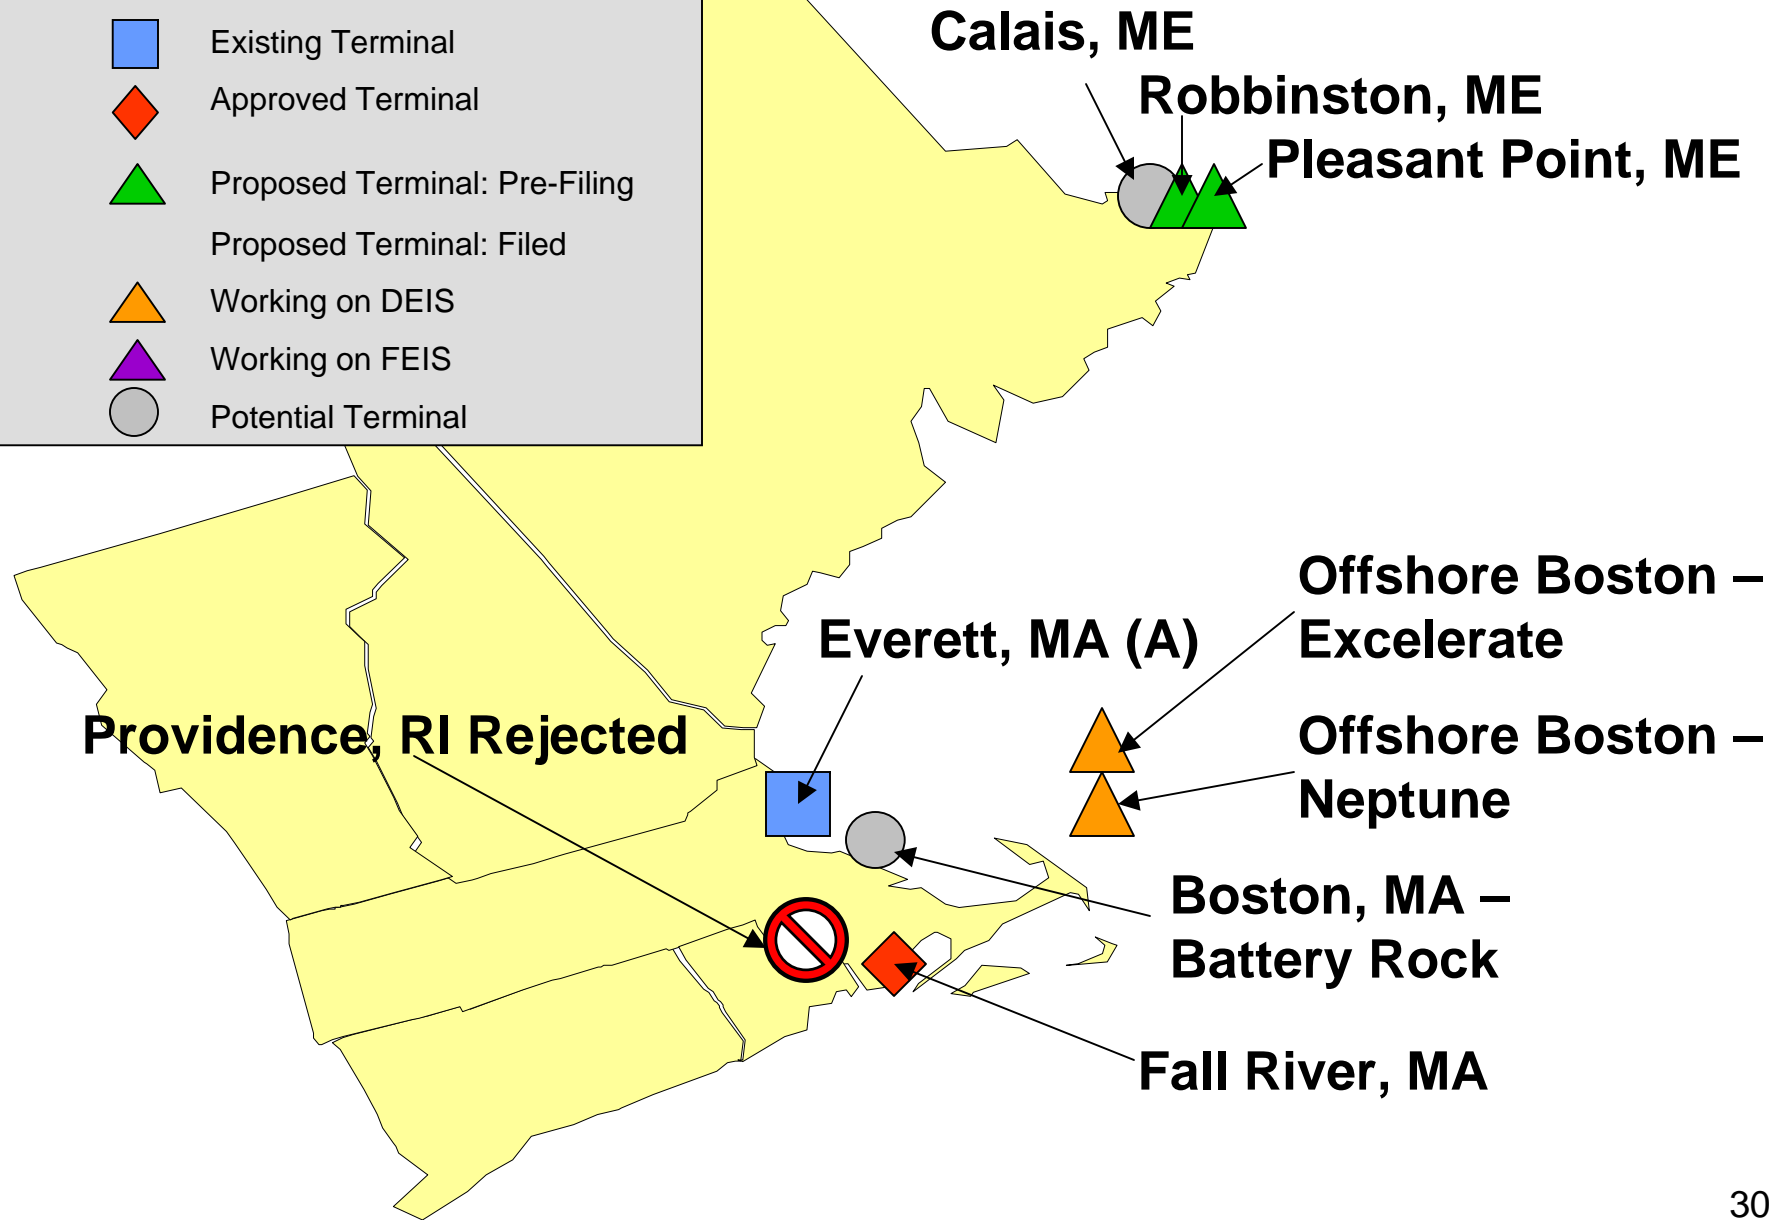 Existing Terminal
Approved Terminal
Proposed Terminal: Pre-Filing
Proposed Terminal: Filed
Working on DEIS
Working on FEIS
Potential Terminal
Calais, ME
Robbinston, ME
Pleasant Point, ME
Offshore Boston –
Excelerate
Everett, MA (A)
Providence, RI Rejected
Offshore Boston –
Neptune
Boston, MA –
Battery Rock
Fall River, MA
30